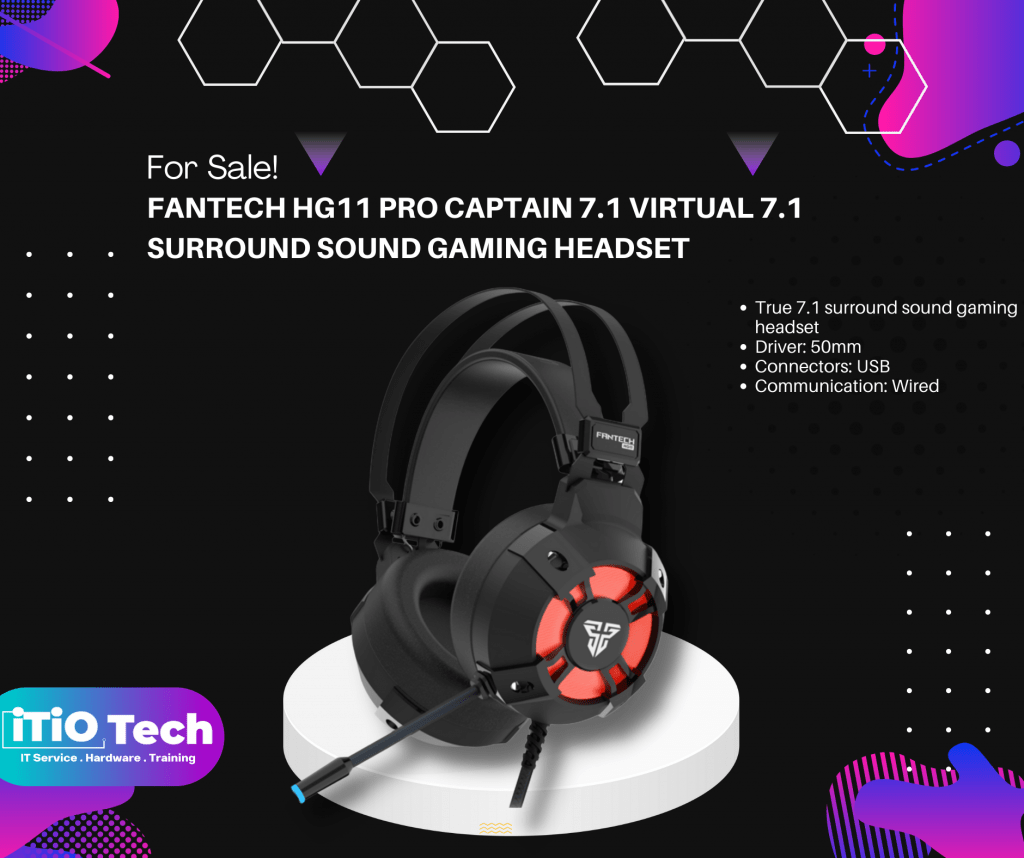 For Sale!
FANTECH HG11 PRO CAPTAIN 7.1 VIRTUAL 7.1
SURROUND SOUND GAMING HEADSET
• True 7.1 surround sound gaming
headset
• Driver: 50mm
• Connectors: USB
• Communication: Wired
FANTECH
iTiO Tech
IT Service . Hardware . Training